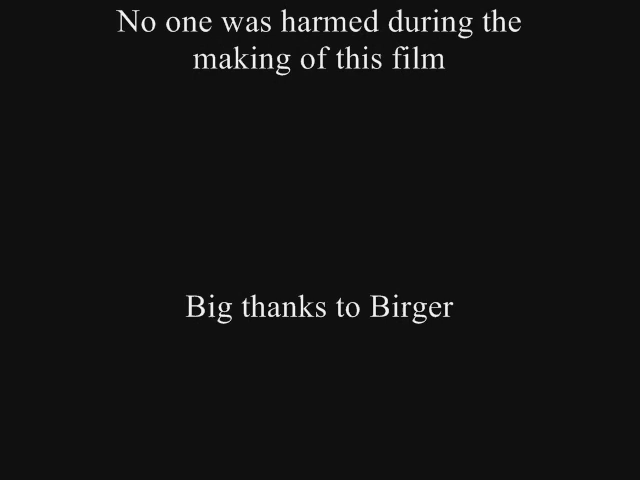 No one was harmed during the
making of this film
Big thanks to Birger